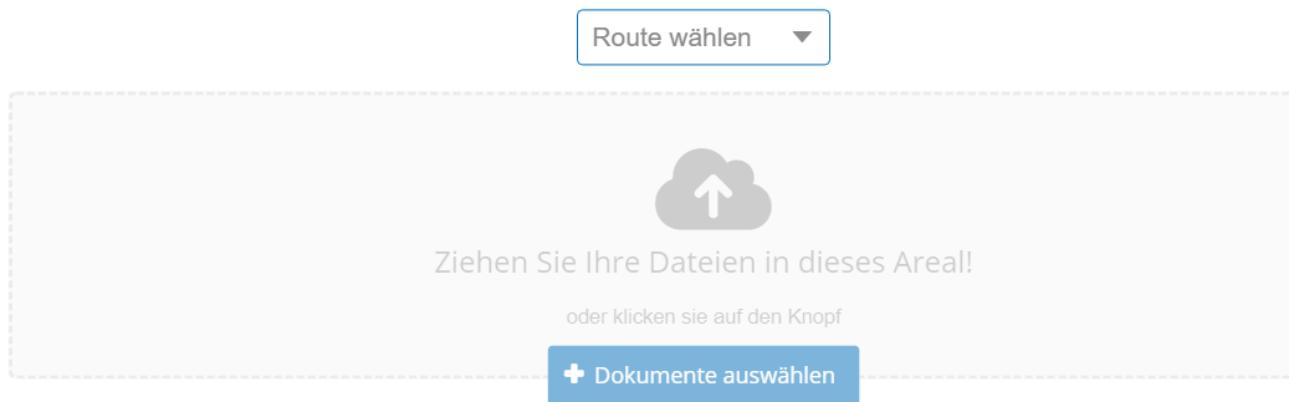 Route wählen
Ziehen Sie Ihre Dateien in dieses Areal!
oder klicken sie auf den Knopf
Dokumente auswählen